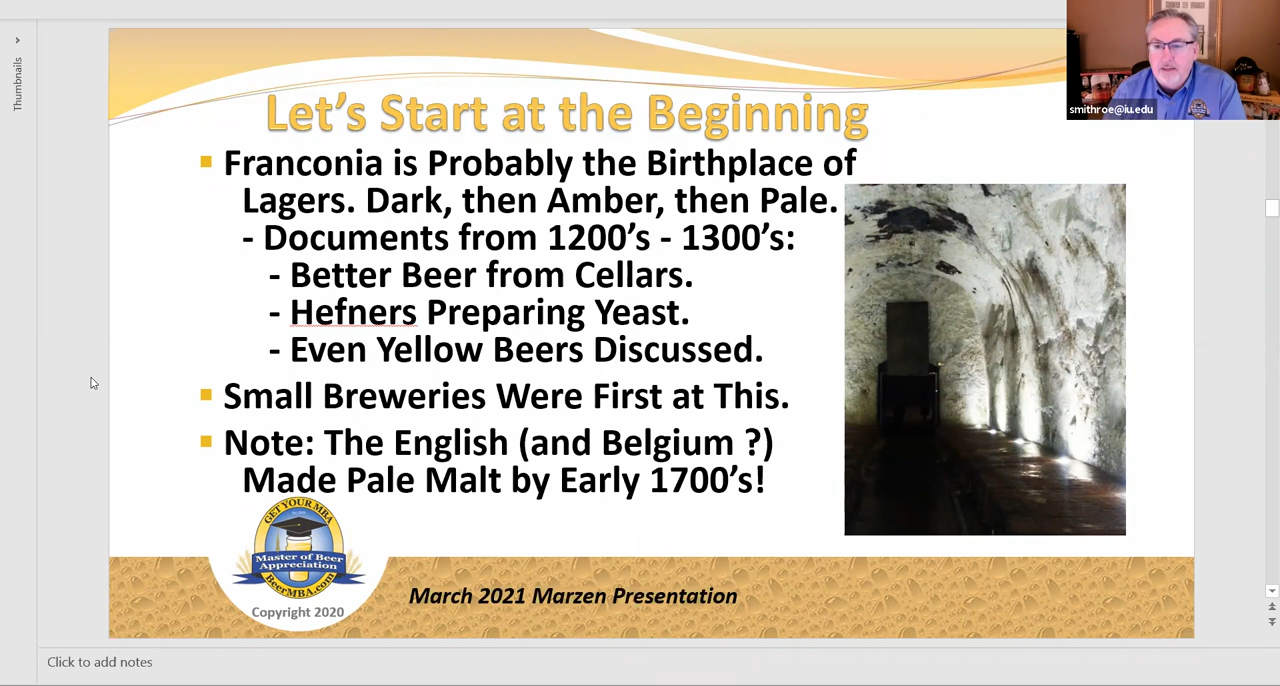 Thumbnails
smithroe@iu.edu
Let's Start at the Beginning
Franconia is Probably the Birthplace of
Lagers. Dark, then Amber, then Pale.
- Documents from 1200's - 1300's:
- Better Beer from Cellars.
- Hefners Preparing Yeast.
- Even Yellow Beers Discussed.
Small Breweries Were First at This.
Note: The English (and Belgium ?)
Made Pale Malt by Early 1700's!
GET YOUR MBA
Master of Beer
Appreciation
BeerMBA.com
Copyright 2020
March 2021 Marzen Presentation
Click to add notes